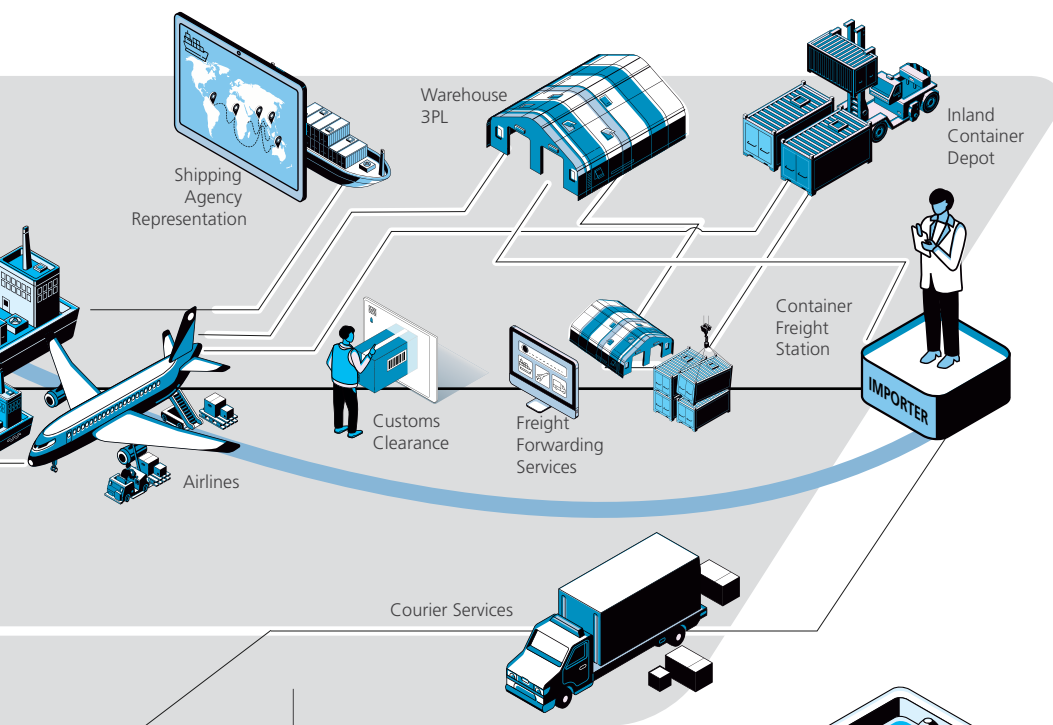 Warehouse
3PL
Inland
Container
Depot
Shipping
Agency
Representation
Container
Freight
Station
IMPORTER
Customs
Clearance
Freight
Forwarding
Services
Airlines
Courier Services